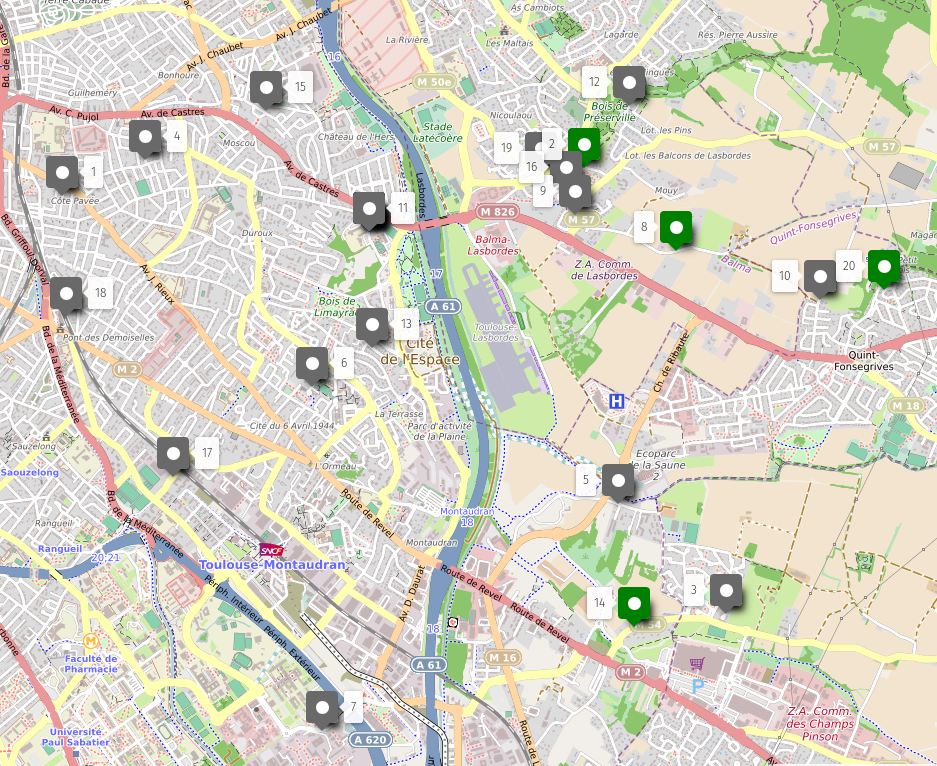 As Cambiots
Av. J. Chaubet
La Rivière
Les Maltais
Lagarde
Rés. Pierre Aussire
Av. J. Chaubet
16
Bonhoure
M 50e
12
15
Guilheméry
Bois de
Préserville
Nicoulaou
Av. C. Pujol
Av. de Castres
Stade
Latécoère
Lot. les Pins
4
Moscou
Château de l'Hers
19
2
M 57
Lot. les Balcons de Lasbordes
1
Av. de Castres
16
Lasbordes
9
Mouy
Côte Pavée
11
M 826
M 57
8
Quint-Fonsegrives
Bd. Griffoul Dorval
Duroux
Balma-
Lasbordes
Balma
Z.A. Comm.
de Lasbordes
10
20
Av. J. Rieux
17
18
Bois de
Limayrac
A 61
13
Toulouse-
Lasbordes
Pont des Demoiselles
Cité
de l'Espace
Ch. de Ribaute
Quint-
Fonsegrives
M 2
6
Bd. de la Méditerranée
H
M 18
La Terrasse
Cité du 6 Avril 1944
Parc d'activité
de la Plaine
Sauzelong
17
Saouzelong
L'Ormeau
Ecoparc
de la Saune
2
5
Route de Revel
Bd. de la Méditerranée
Montaudran
18
Rangueil
Rangueil
Montaudran
20;21
SNCF
Toulouse-Montaudran
Route de Revel
Route de Revel
Av. D. Daurat
Périph. Intérieur
Périph. Extérieur
14
3
18
M
Faculté de
Pharmacie
A 61
M 16
M 2
P
7
Z.A. Comm.
des Champs
Pinson
Université
Paul Sabatier
A 620